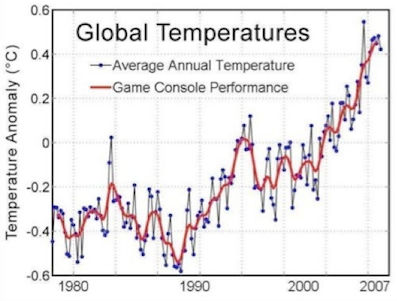 Global Temperatures
Average Annual Temperature
Game Console Performance
Temperature Anomaly (°C)
0.6
0.4
0.2
0
-0.2
-0.4
-0.6
1980
1990
2000
2007